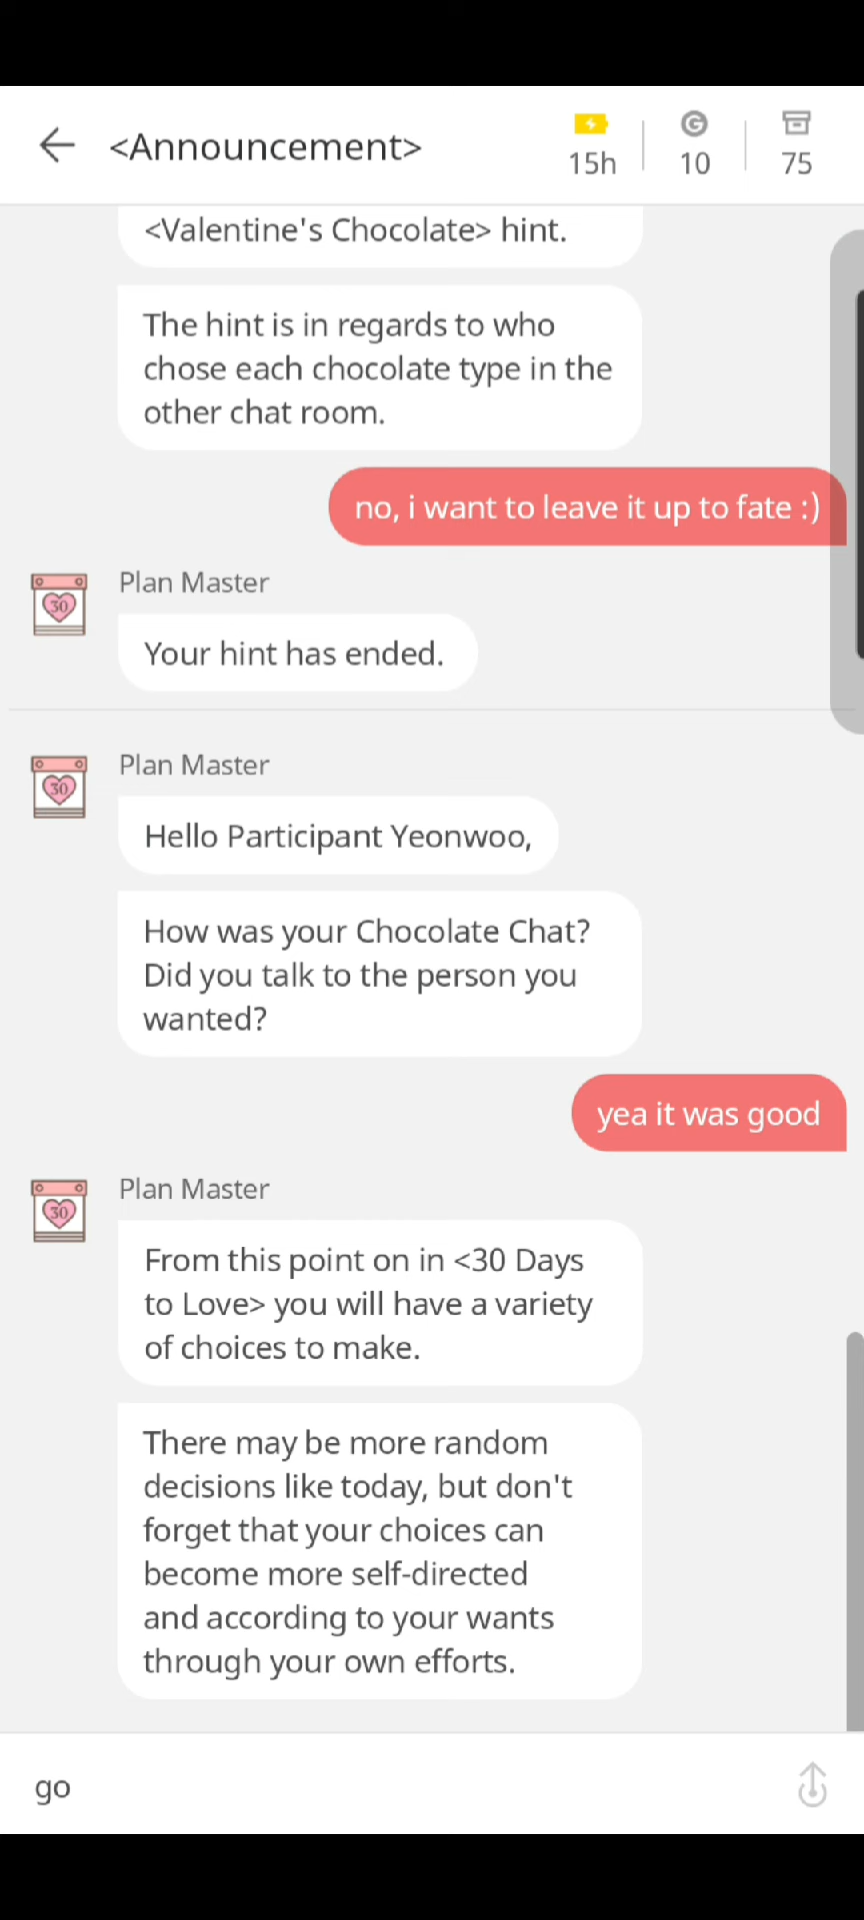 <Announcement>
15h
G
10
75
<Valentine's Chocolate> hint.
The hint is in regards to who
chose each chocolate type in the
other chat room.
no, i want to leave it up to fate :)
Plan Master
30
Your hint has ended.
Plan Master
30
Hello Participant Yeonwoo,
How was your Chocolate Chat?
Did you talk to the person you
wanted?
yea it was good
Plan Master
30
From this point on in <30 Days
to Love> you will have a variety
of choices to make.
There may be more random
decisions like today, but don't
forget that your choices can
become more self-directed
and according to your wants
through your own efforts.
go